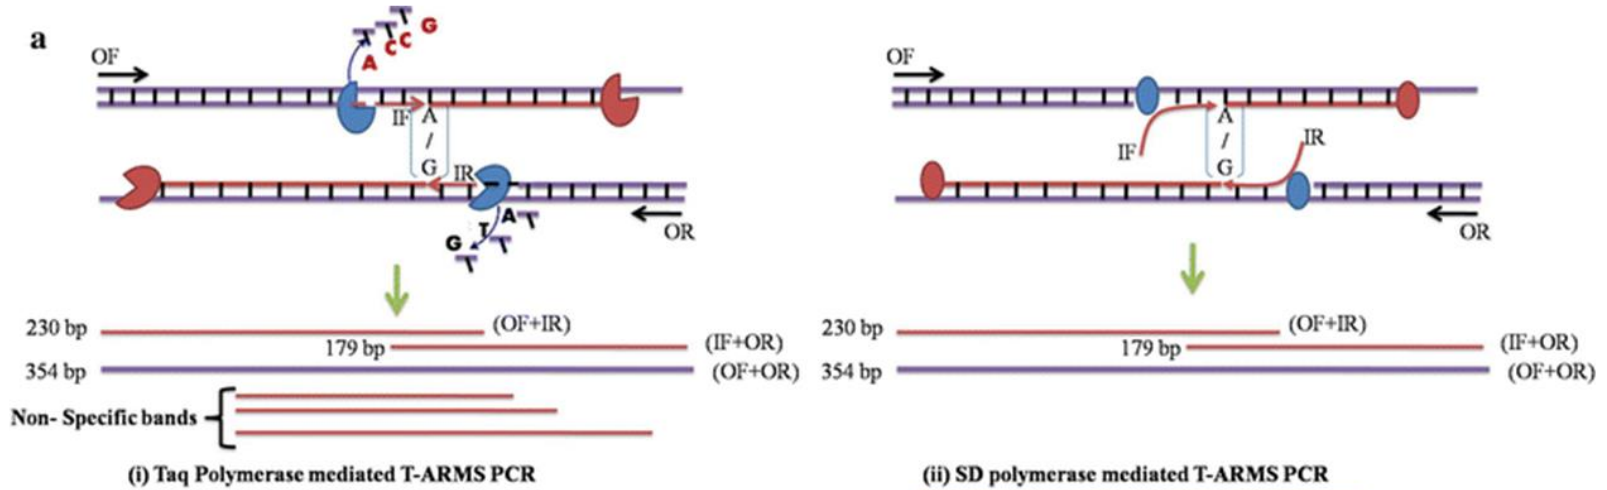 a
OF
A C C G
IF
A
/
G
IR
A
T
G
OR
230 bp
(OF+IR)
179 bp
(IF+OR)
354 bp
(OF+OR)
Non- Specific bands
(i) Taq Polymerase mediated T-ARMS PCR
OF
IF
A
/
G
IR
OR
230 bp
(OF+IR)
179 bp
(IF+OR)
354 bp
(OF+OR)
(ii) SD polymerase mediated T-ARMS PCR